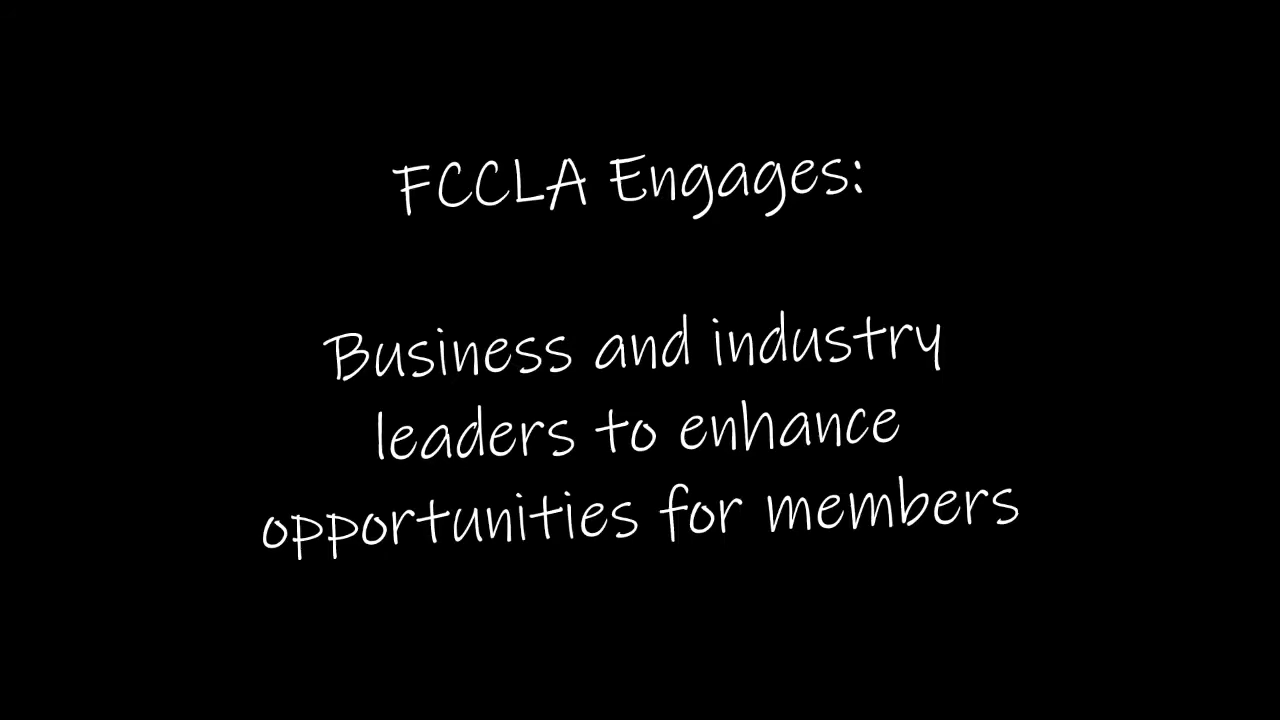 FCCLA Engages:
Business and industry
leaders to enhance
opportunities for members